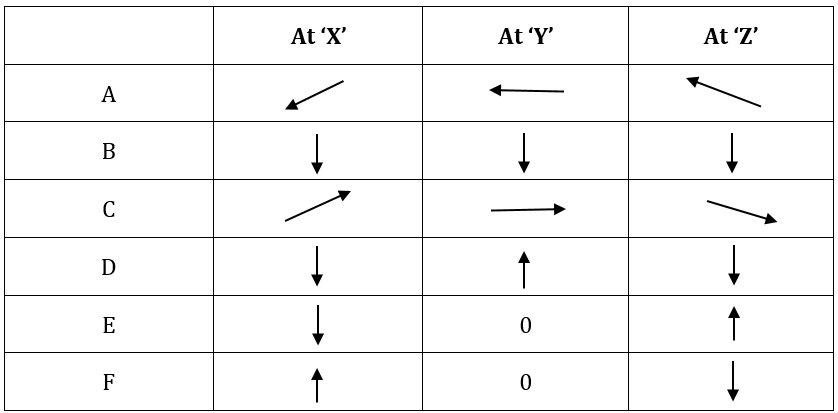 At ‘X’ At ‘Y’ At ‘Z’
A
B
C
D
E 0
F 0